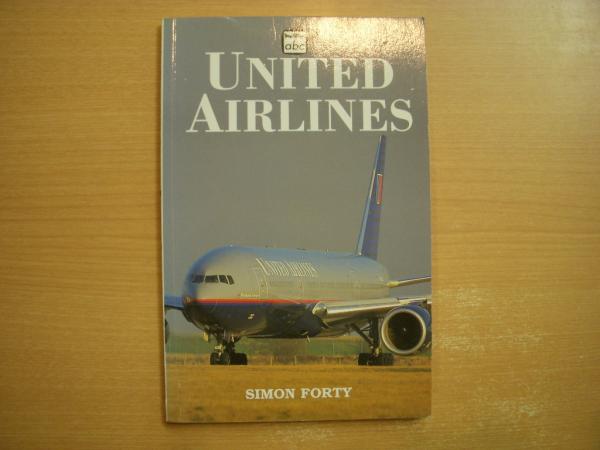 abc
UNITED
AIRLINES
UNITED AIRLINES
SIMON FORTY